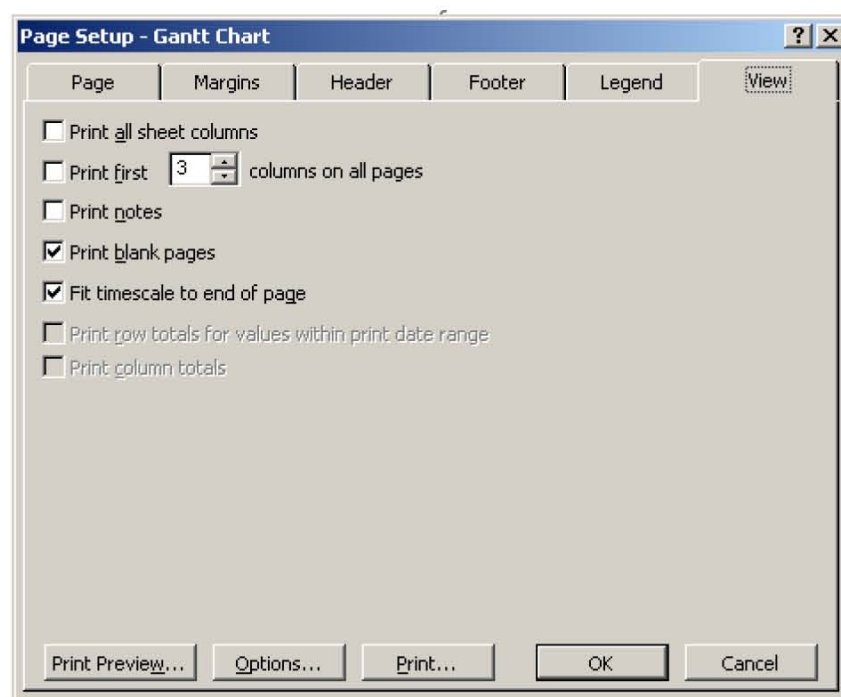 Page Setup - Gantt Chart
Page Margins Header Footer Legend View
Print all sheet columns
Print first 3 columns on all pages
Print notes
Print blank pages
Fit timescale to end of page
Print row totals for values within print date range
Print column totals
Print Preview... Options... Print... OK Cancel